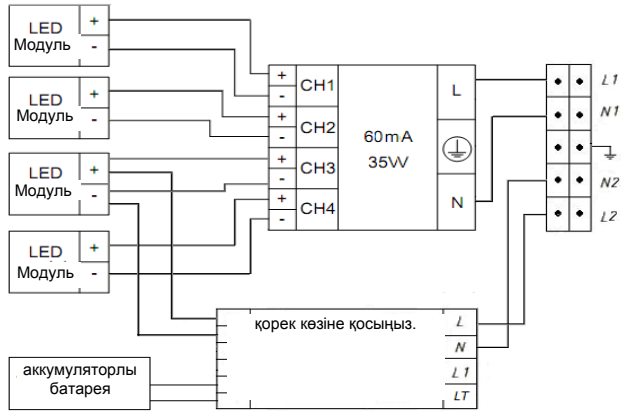 LED
Модуль
+
-
LED
Модуль
+
-
LED
Модуль
+
-
LED
Модуль
+
-
+
-
CH1
+
-
CH2
+
-
CH3
+
-
CH4
60mA
35W
L
N
L1
N1
N2
L2
қорек көзіне қосыңыз.
L
N
L1
LT
аккумуляторлы
батарея